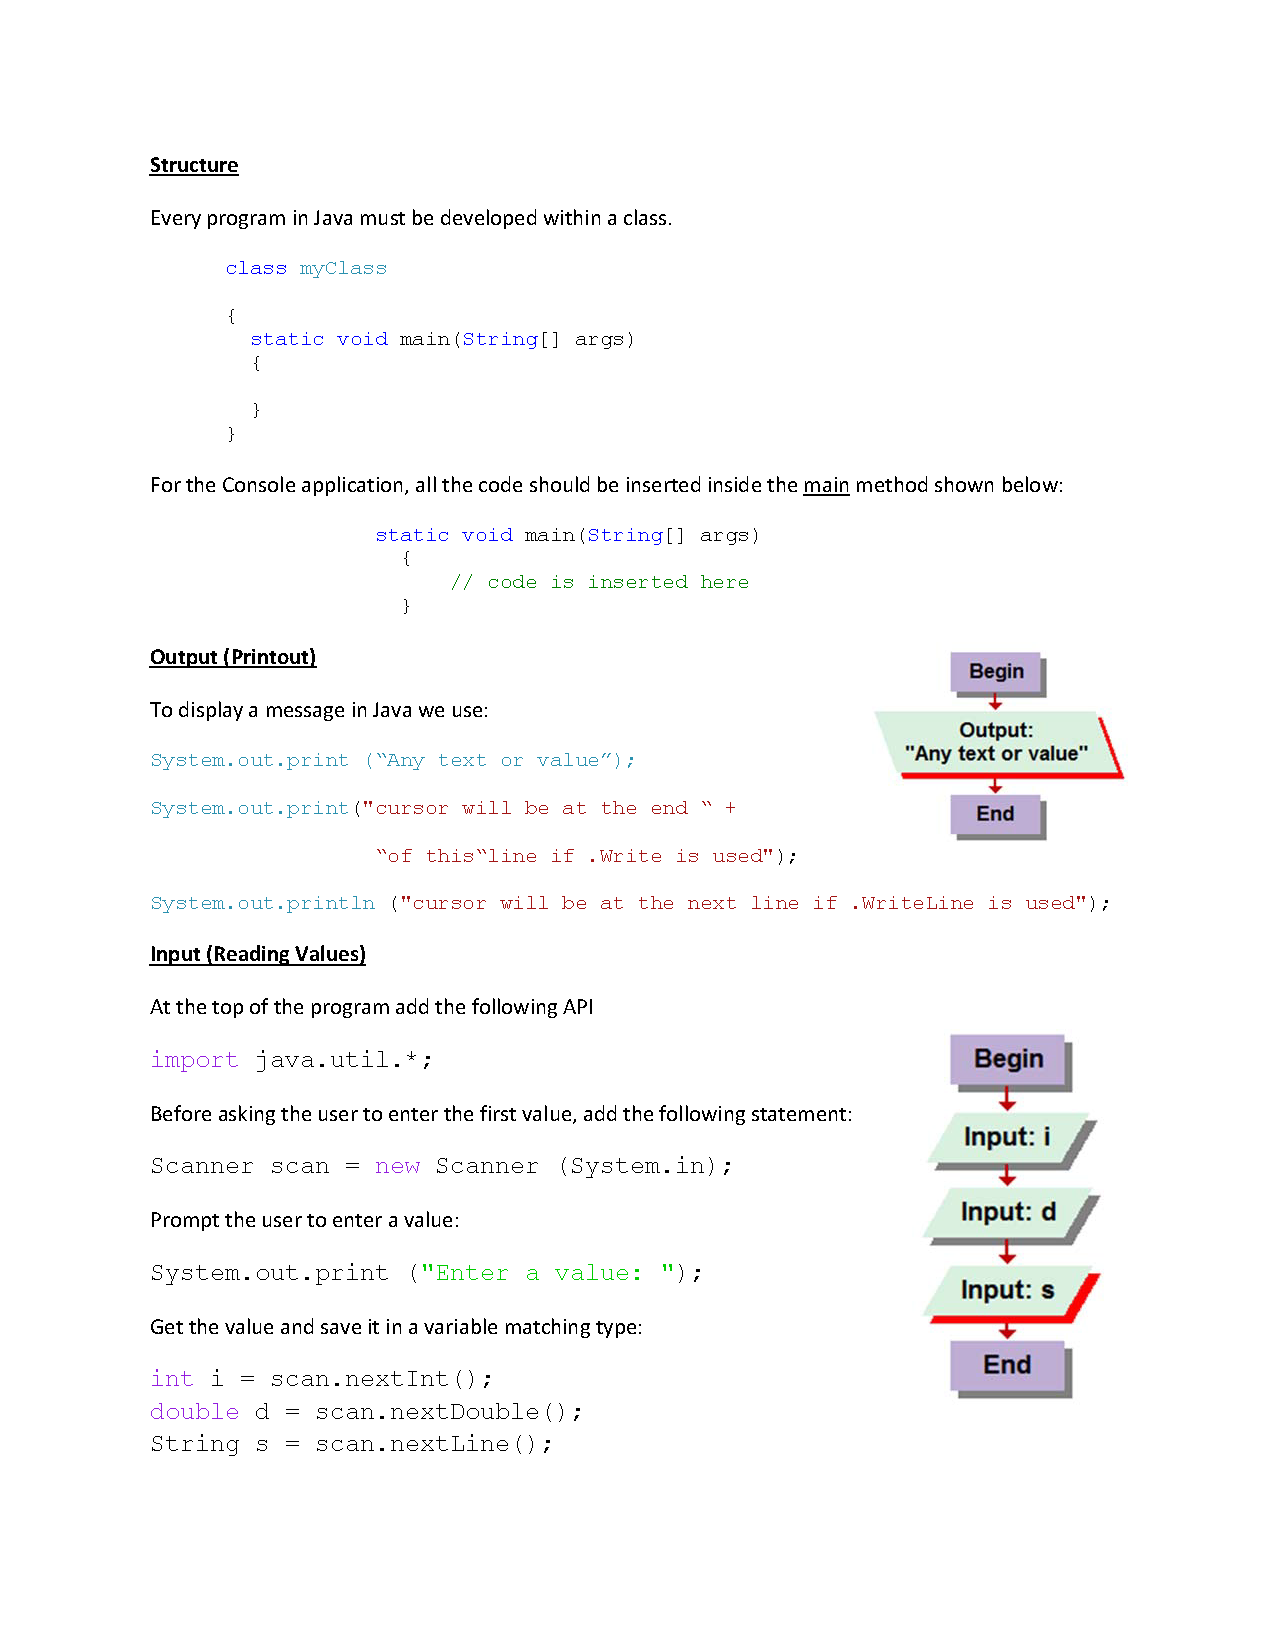 Structure
Every program in Java must be developed within a class.
class myClass
{
static void main(String[] args)
{
}
}
For the Console application, all the code should be inserted inside the main method shown below:
static void main(String[] args)
{
// code is inserted here
}
Output (Printout)
To display a message in Java we use:
System.out.print (“Any text or value”);
System.out.print("cursor will be at the end “ +
“of this“line if .Write is used");
System.out.println ("cursor will be at the next line if .WriteLine is used");
Begin
Output:
"Any text or value"
End
Input (Reading Values)
At the top of the program add the following API
import java.util.*;
Before asking the user to enter the first value, add the following statement:
Scanner scan = new Scanner (System.in);
Prompt the user to enter a value:
System.out.print ("Enter a value: ");
Get the value and save it in a variable matching type:
int i = scan.nextInt();
double d = scan.nextDouble();
String s = scan.nextLine();
Begin
Input: i
Input: d
Input: s
End